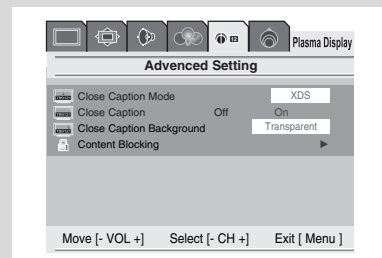 Plasma Display
Advanced Setting
Close Caption Mode XDS
Close Caption Off On
Close Caption Background Transparent
Content Blocking
Move [- VOL +] Select [- CH +] Exit [ Menu ]